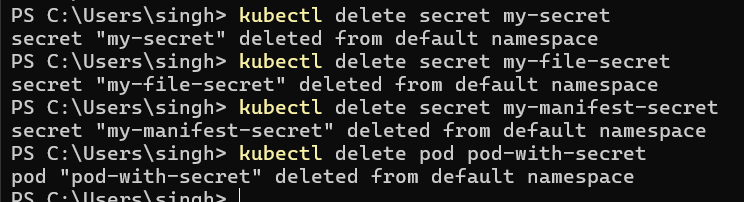 PS C:\Users\singh> kubectl delete secret my-secret
secret "my-secret" deleted from default namespace
PS C:\Users\singh> kubectl delete secret my-file-secret
secret "my-file-secret" deleted from default namespace
PS C:\Users\singh> kubectl delete secret my-manifest-secret
secret "my-manifest-secret" deleted from default namespace
PS C:\Users\singh> kubectl delete pod pod-with-secret
pod "pod-with-secret" deleted from default namespace
PS C:\Users\singh>